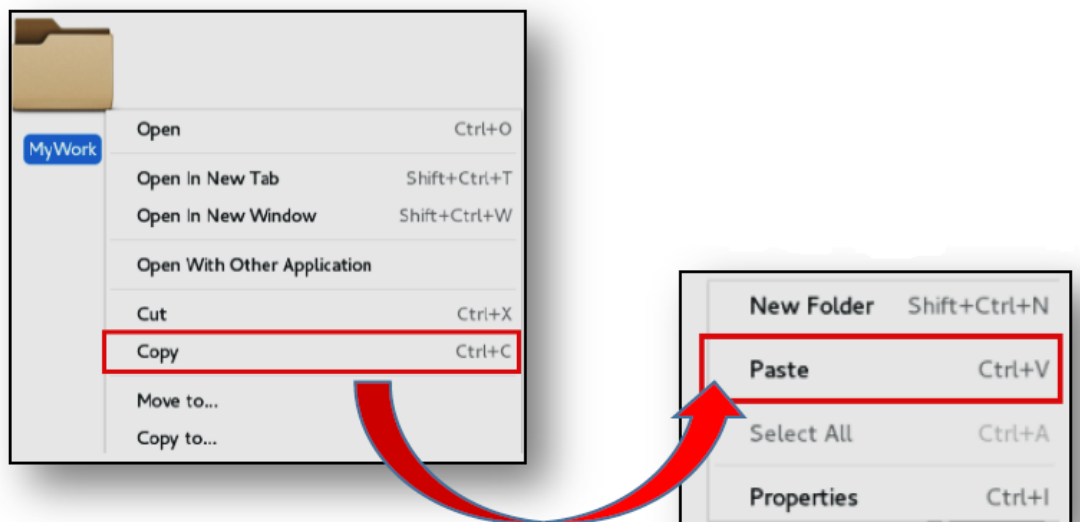 MyWork
Open Ctrl+O
Open In New Tab Shift+Ctrl+T
Open In New Window Shift+Ctrl+W
Open With Other Application
Cut Ctrl+X
Copy Ctrl+C
Move to...
Copy to...
New Folder Shift+Ctrl+N
Paste Ctrl+V
Select All Ctrl+A
Properties Ctrl+I